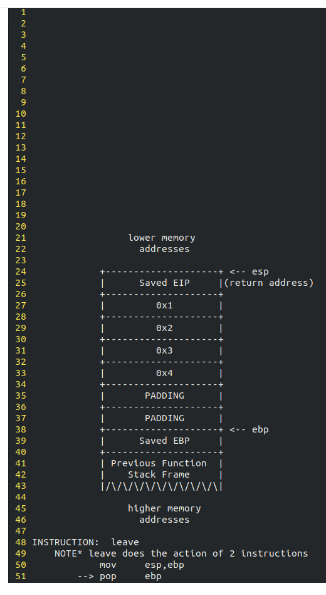 1
2
3
4
5
6
7
8
9
10
11
12
13
14
15
16
17
18
19
20
21 lower memory
22 addresses
23
24 +--------------------+ <-- esp
25 | Saved EIP |(return address)
26 +--------------------+
27 | 0x1 |
28 +--------------------+
29 | 0x2 |
30 +--------------------+
31 | 0x3 |
32 +--------------------+
33 | 0x4 |
34 +--------------------+
35 | PADDING |
36 +--------------------+
37 | PADDING |
38 +--------------------+ <-- ebp
39 | Saved EBP |
40 +--------------------+
41 | Previous Function |
42 | Stack Frame |
43 |/\/\/\/\/\/\/\/\/\/\|
44
45 higher memory
46 addresses
47
48 INSTRUCTION: leave
49 NOTE* leave does the action of 2 instructions
50 mov esp,ebp
51 --> pop ebp